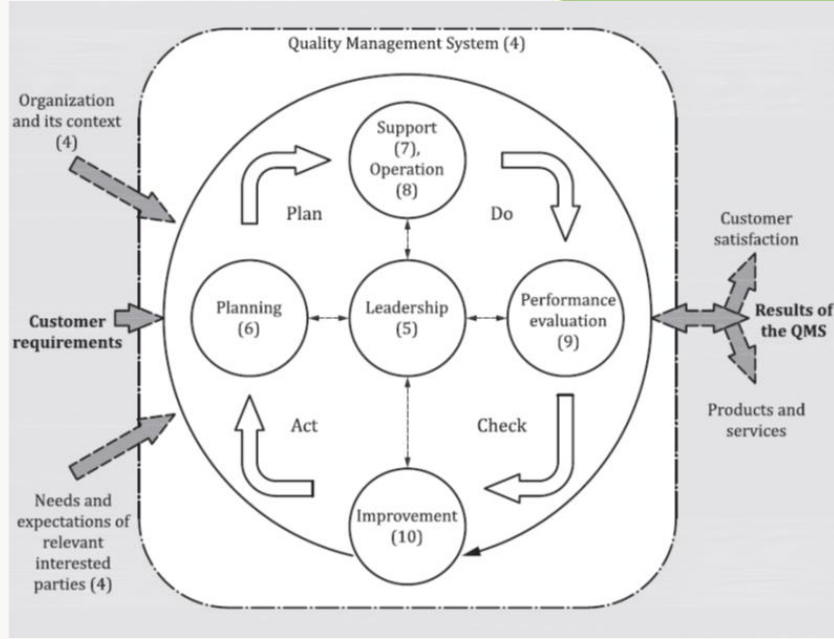 Quality Management System (4)
Organization
and its context
(4)
Support
(7),
Operation
(8)
Plan
Do
Customer
satisfaction
Planning
(6)
Leadership
(5)
Performance
evaluation
(9)
Customer
requirements
Results of
the QMS
Act
Check
Products and
services
Needs and
expectations of
relevant
interested
parties (4)
Improvement
(10)